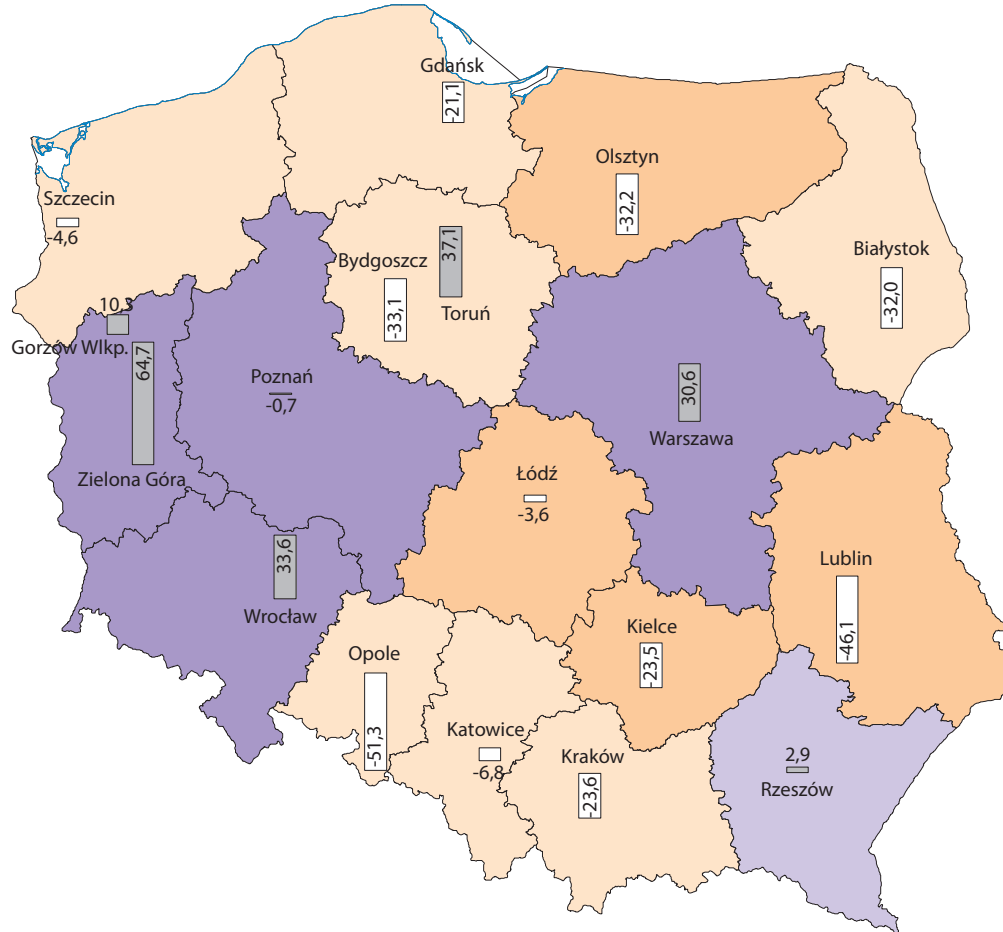 Gdańsk
-21,1
Olsztyn
-32,2
Szczecin
-4,6
Białystok
-32,0
Bydgoszcz
-33,1
37,1
Toruń
10,3
Gorzów Wlkp.
64,7
Zielona Góra
Poznań
-0,7
30,6
Warszawa
Łódź
-3,6
33,6
Wrocław
Lublin
-46,1
Kielce
-23,5
Opole
-51,3
Katowice
-6,8
Kraków
-23,6
2,9
Rzeszów